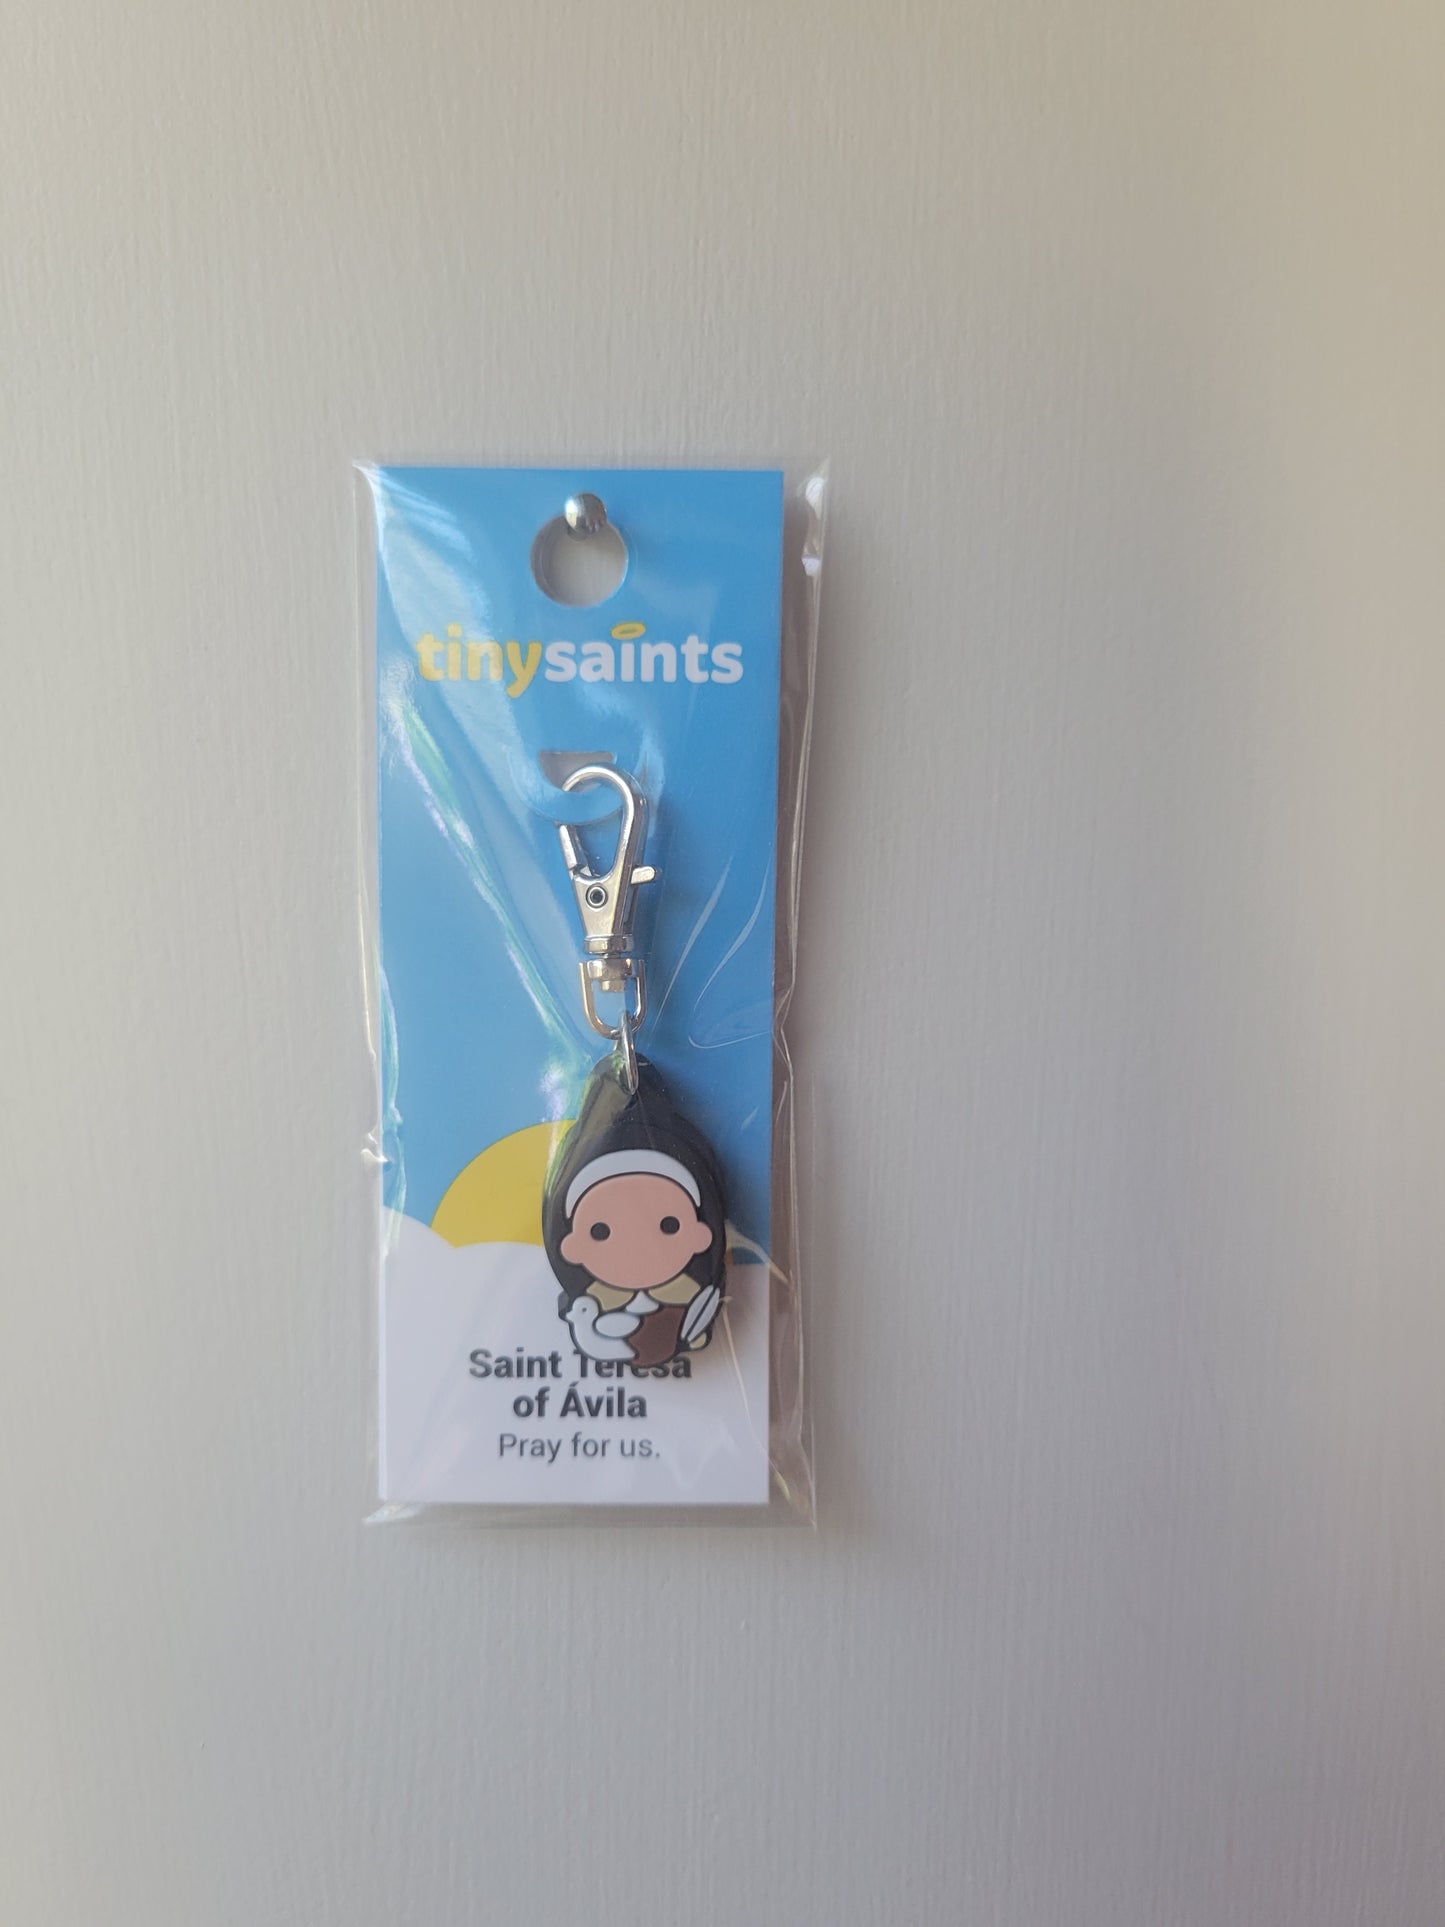 tinysaints
Saint Teresa
of Ávila
Pray for us.